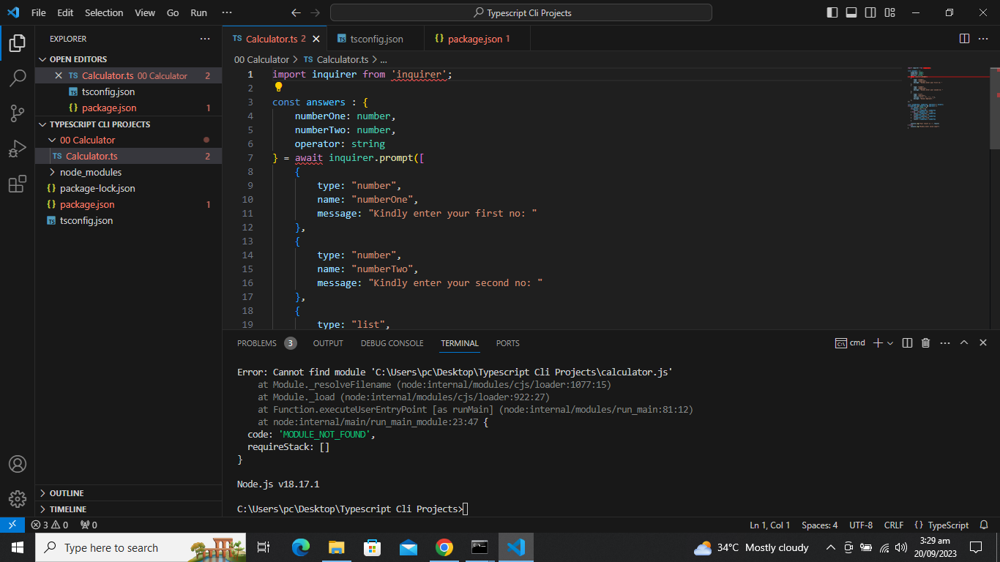 File Edit Selection View Go Run ···
Typescript Cli Projects
EXPLORER
OPEN EDITORS
TS Calculator.ts 00 Calculator 2
TS tsconfig.json
{} package.json 1
TYPESCRIPT CLI PROJECTS
00 Calculator
TS Calculator.ts 2
node_modules
{} package-lock.json
{} package.json 1
TS tsconfig.json
OUTLINE
TIMELINE
TS Calculator.ts 2
TS tsconfig.json
{} package.json 1
00 Calculator > TS Calculator.ts > ...
1 import inquirer from 'inquirer';
2
3 const answers : {
4     numberOne: number,
5     numberTwo: number,
6     operator: string
7 } = await inquirer.prompt([
8     {
9         type: "number",
10         name: "numberOne",
11         message: "Kindly enter your first no: "
12     },
13     {
14         type: "number",
15         name: "numberTwo",
16         message: "Kindly enter your second no: "
17     },
18     {
19         type: "list",
PROBLEMS 3 OUTPUT DEBUG CONSOLE TERMINAL PORTS
cmd
Error: Cannot find module 'C:\Users\pc\Desktop\Typescript Cli Projects\calculator.js'
    at Module._resolveFilename (node:internal/modules/cjs/loader:1077:15)
    at Module._load (node:internal/modules/cjs/loader:922:27)
    at Function.executeUserEntryPoint [as runMain] (node:internal/modules/run_main:81:12)
    at node:internal/main/run_main_module:23:47 {
  code: 'MODULE_NOT_FOUND',
  requireStack: []
}
Node.js v18.17.1
C:\Users\pc\Desktop\Typescript Cli Projects>
3 0 0
Ln 1, Col 1 Spaces: 4 UTF-8 CRLF {} TypeScript
Type here to search
34°C Mostly cloudy
3:29 am
20/09/2023